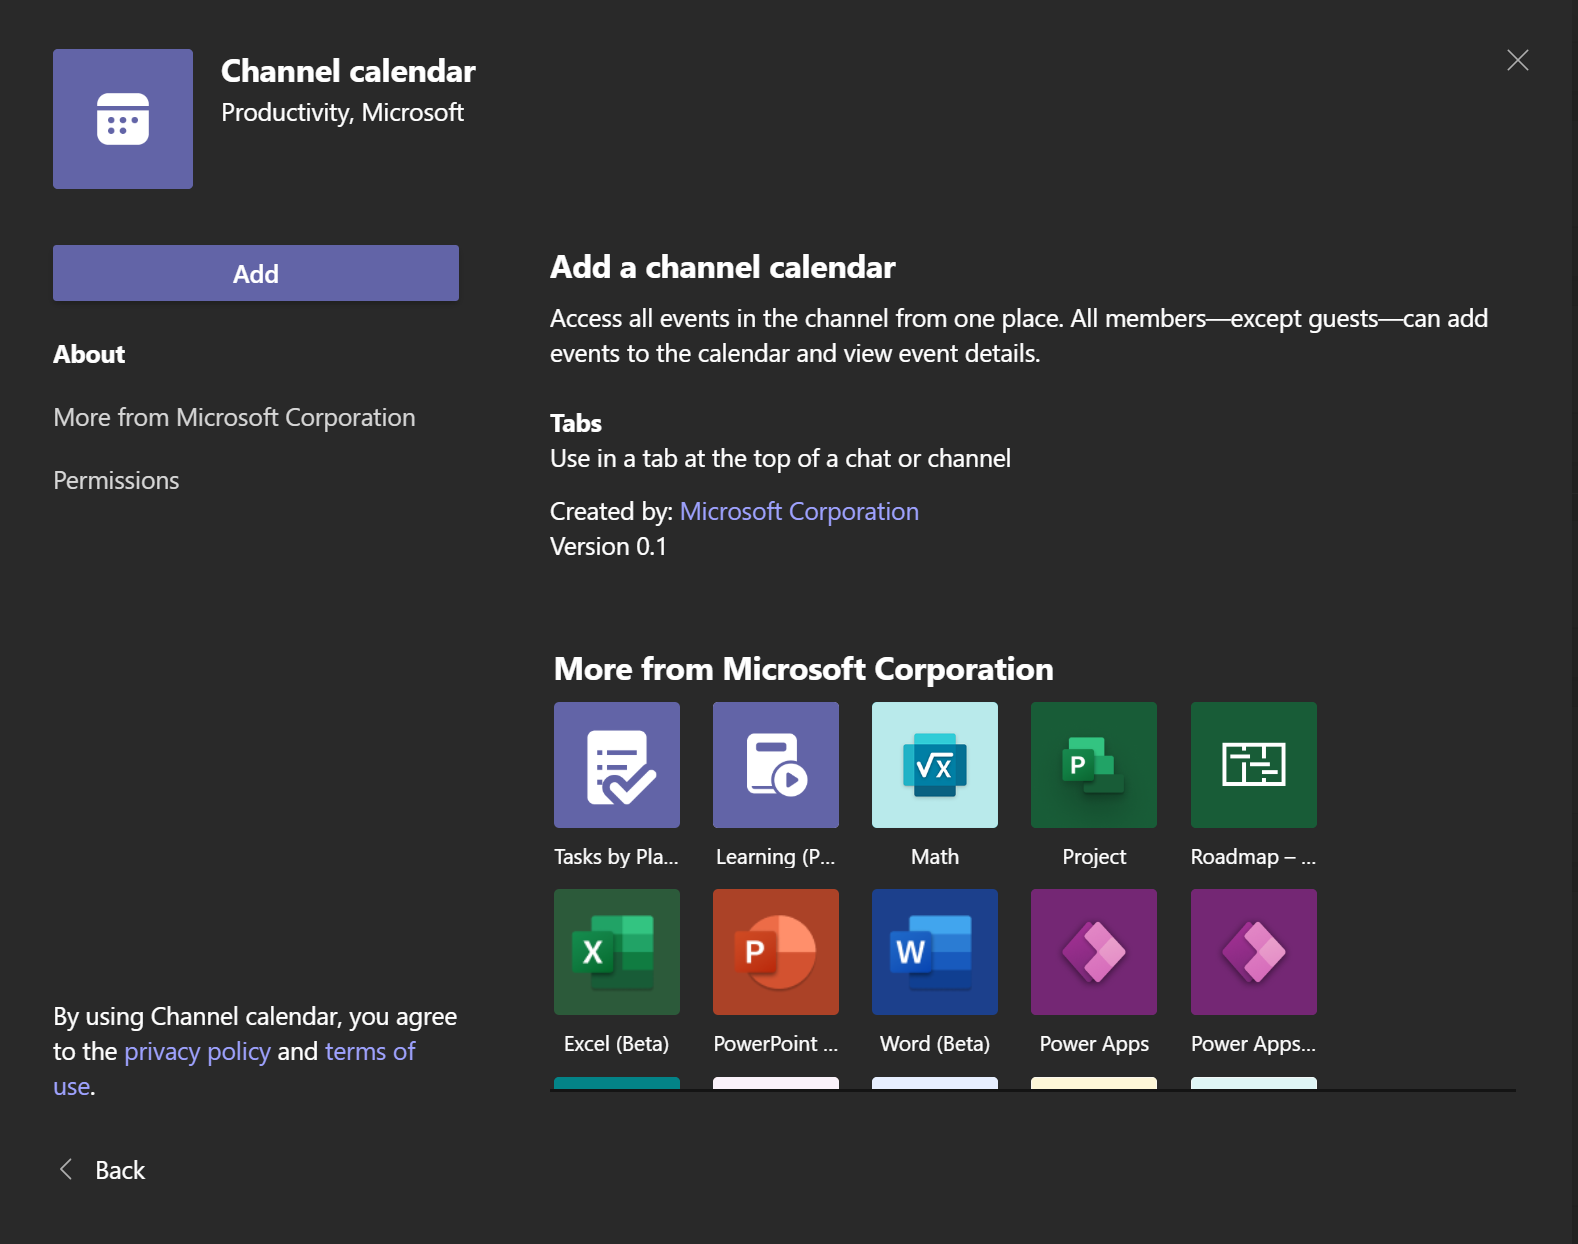 Channel calendar
Productivity, Microsoft
Add
About
More from Microsoft Corporation
Permissions
Add a channel calendar
Access all events in the channel from one place. All members—except guests—can add
events to the calendar and view event details.
Tabs
Use in a tab at the top of a chat or channel
Created by: Microsoft Corporation
Version 0.1
More from Microsoft Corporation
√x
P
Tasks by Pla...
Learning (P...
Math
Project
Roadmap – ...
X
P
W
Excel (Beta)
PowerPoint ...
Word (Beta)
Power Apps
Power Apps...
By using Channel calendar, you agree
to the privacy policy and terms of
use.
Back